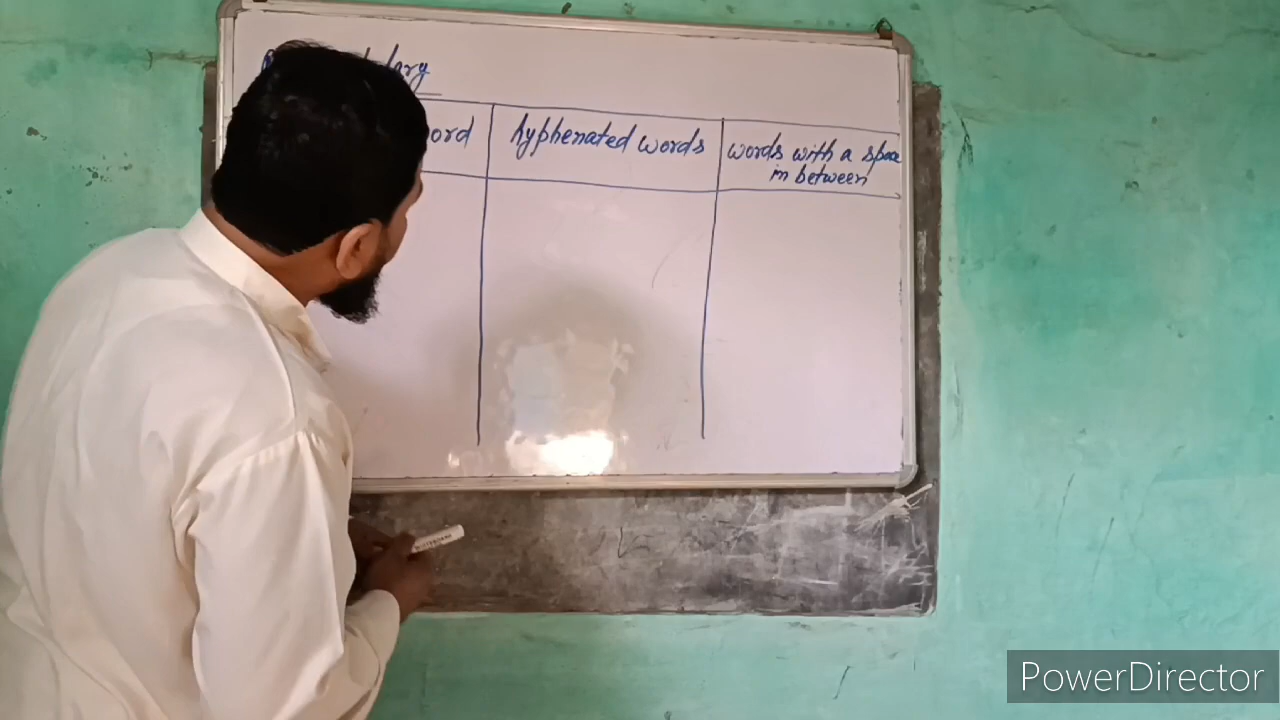 ord
hyphenated words
words with a space
in between
PowerDirector